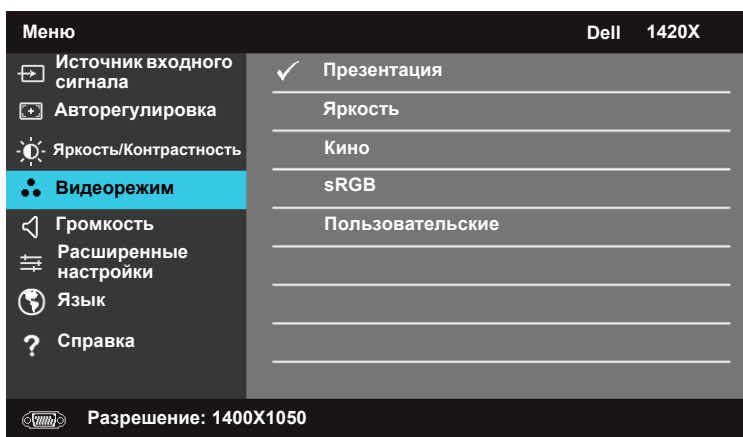 Меню
Dell 1420X
Источник входного
сигнала
Авторегулировка
Яркость/Контрастность
Видеорежим
Громкость
Расширенные
настройки
Язык
Справка
Презентация
Яркость
Кино
sRGB
Пользовательские
Разрешение: 1400X1050